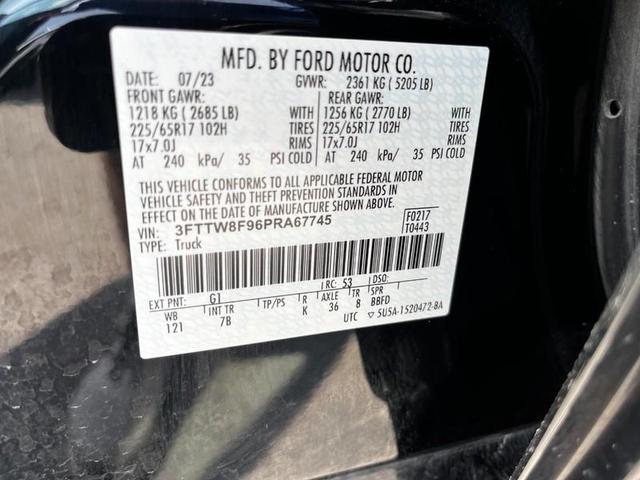 MFD. BY FORD MOTOR CO.
DATE: 07/23 GVWR: 2361 KG ( 5205 LB)
FRONT GAWR: REAR GAWR:
1218 KG ( 2685 LB) WITH 1256 KG ( 2770 LB) WITH
225/65R17 102H TIRES 225/65R17 102H TIRES
17x7.0J RIMS 17x7.0J RIMS
AT 240 kPa/ 35 PSI COLD AT 240 kPa/ 35 PSI COLD
THIS VEHICLE CONFORMS TO ALL APPLICABLE FEDERAL MOTOR
VEHICLE SAFETY AND THEFT PREVENTION STANDARDS IN
EFFECT ON THE DATE OF MANUFACTURE SHOWN ABOVE.
VIN: 3FTTW8F96PRA67745 F0217
TYPE: Truck T0443
EXT PNT: G1 RC: 53 DSO:
WB INT TR TP/PS R AXLE TR SPR
121 7B K 36 8 BBFD
UTC ▽ 5U5A-1520472-BA